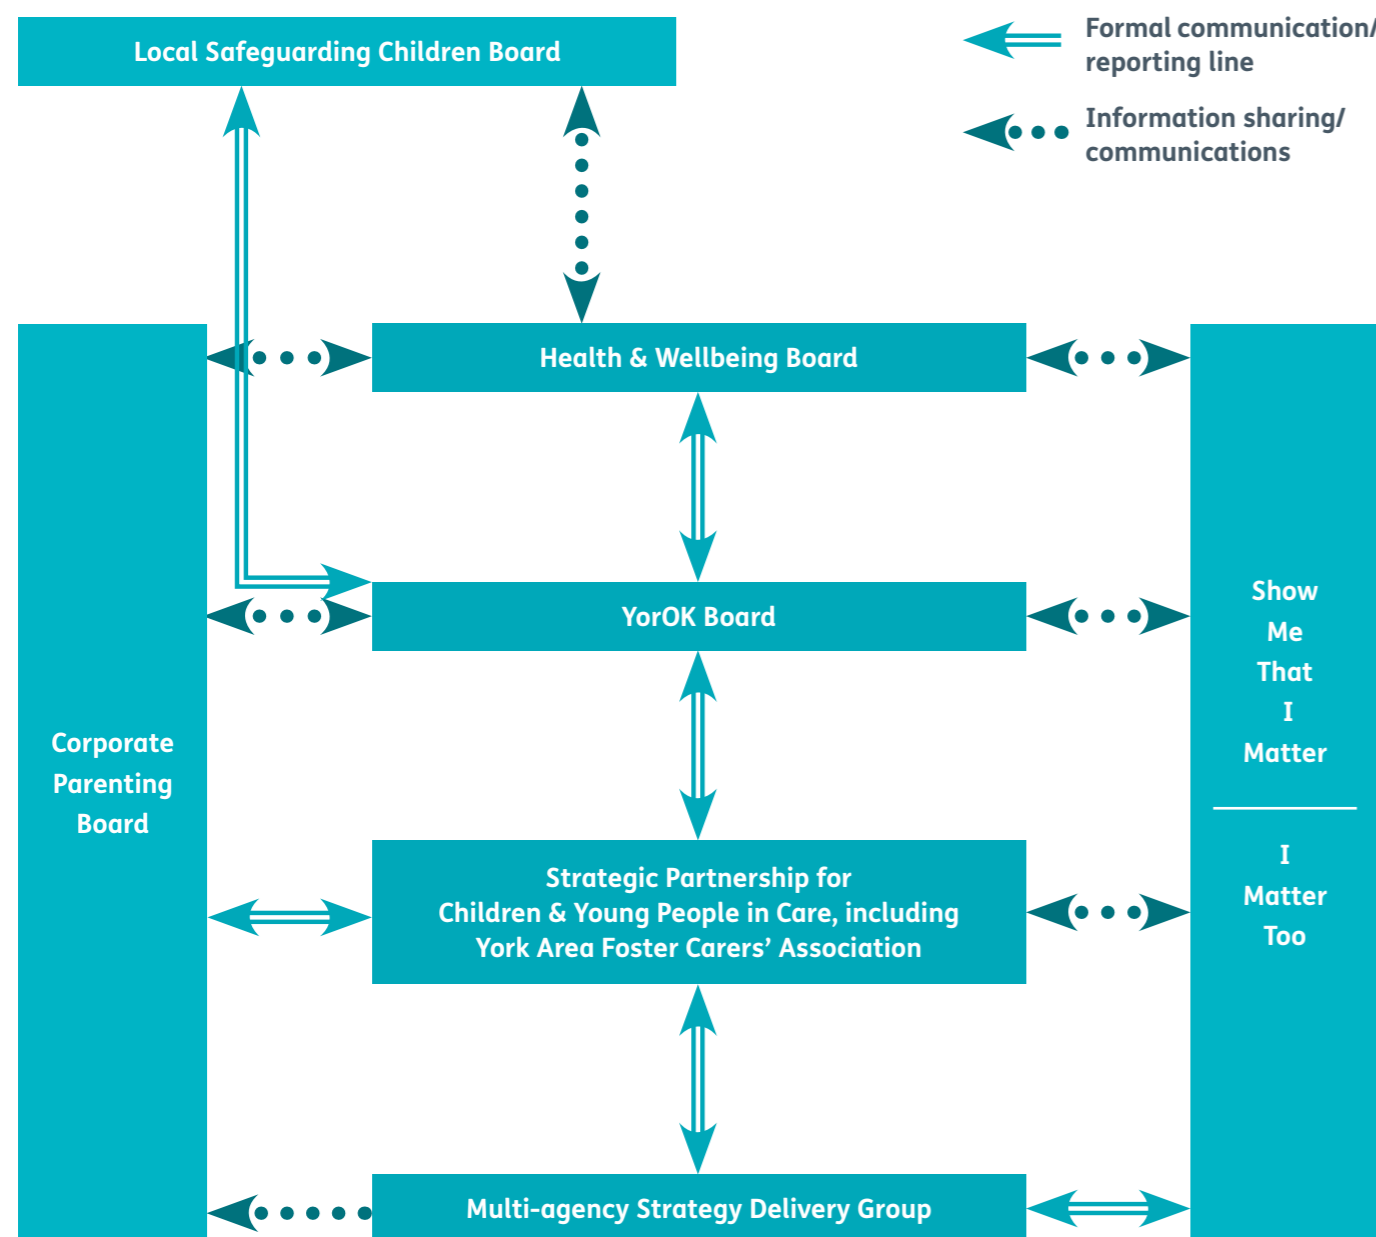 Local Safeguarding Children Board
Formal communication/
reporting line
Information sharing/
communications
Health & Wellbeing Board
YorOK Board
Corporate
Parenting
Board
Strategic Partnership for
Children & Young People in Care, including
York Area Foster Carers’ Association
Multi-agency Strategy Delivery Group
Show
Me
That
I
Matter
I
Matter
Too